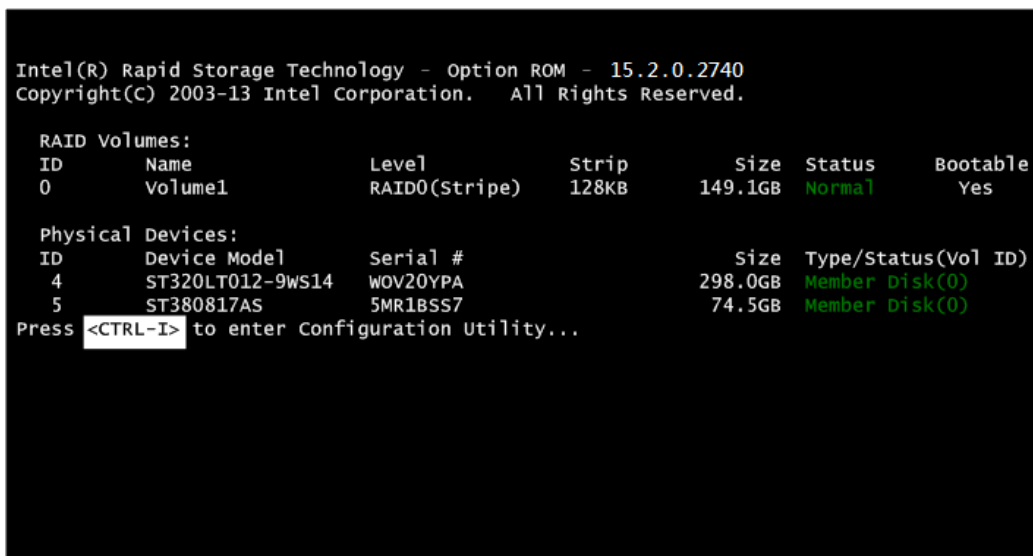 Intel(R) Rapid Storage Technology – Option ROM – 15.2.0.2740
Copyright(C) 2003-13 Intel Corporation. All Rights Reserved.
RAID Volumes:
ID Name Level Strip Size Status Bootable
0 Volume1 RAID0(Stripe) 128KB 149.1GB Normal Yes
Physical Devices:
ID Device Model Serial # Size Type/Status(Vol ID)
4 ST320LT012-9WS14 WOV20YPA 298.0GB Member Disk(0)
5 ST380817AS 5MR1BSS7 74.5GB Member Disk(0)
Press <CTRL-I> to enter Configuration Utility...